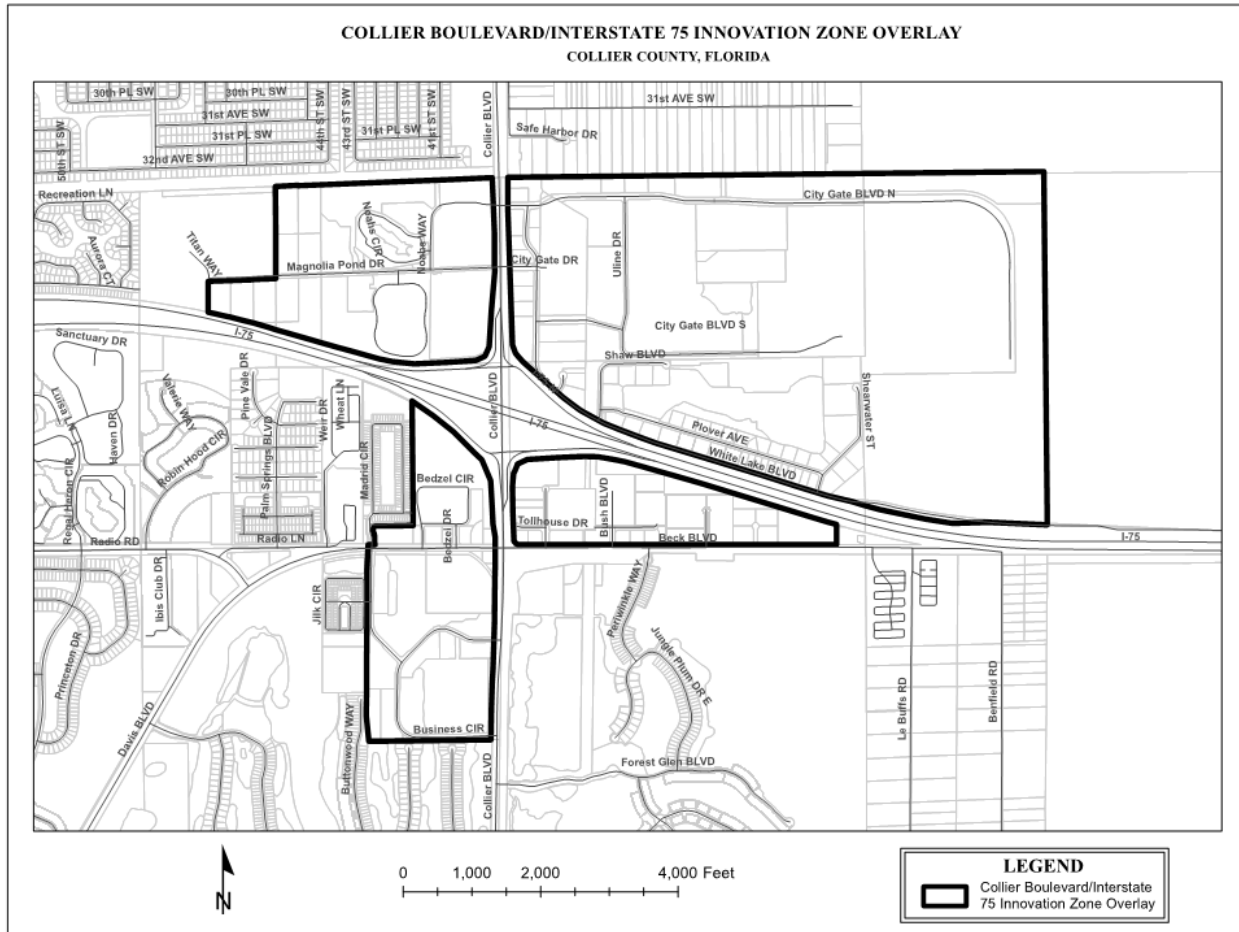 COLLIER BOULEVARD/INTERSTATE 75 INNOVATION ZONE OVERLAY
COLLIER COUNTY, FLORIDA
30th PL SW
30th PL SW
31st AVE SW
31st PL SW
32nd AVE SW
50th ST SW
44th ST SW
43rd ST SW
31st PL SW
41st ST SW
Collier BLVD
31st AVE SW
Safe Harbor DR
Recreation LN
Aurora CT
Titan WAY
Noahs CIR
Noahs WAY
Magnolia Pond DR
City Gate BLVD N
City Gate DR
Uline DR
City Gate BLVD S
Shaw BLVD
I-75
Sanctuary DR
Luisa LN
Haven DR
Valerie WAY
Robin Hood CIR
Pine Vale DR
Palm Springs BLVD
Weir DR
Wheat LN
Madrid CIR
Collier BLVD
I-75
Plover AVE
White Lake BLVD
Shearwater ST
Regal Heron CIR
Radio RD
Radio LN
Bedzel CIR
Bedzel DR
Tollhouse DR
Bush BLVD
Beck BLVD
I-75
Ibis Club DR
Jilk CIR
Princeton DR
Davis BLVD
Buttonwood WAY
Business CIR
Collier BLVD
Periwinkle WAY
Jungle Plum DR E
Forest Glen BLVD
Le Buffs RD
Benfield RD
N
0 1,000 2,000 4,000 Feet
LEGEND
Collier Boulevard/Interstate
75 Innovation Zone Overlay